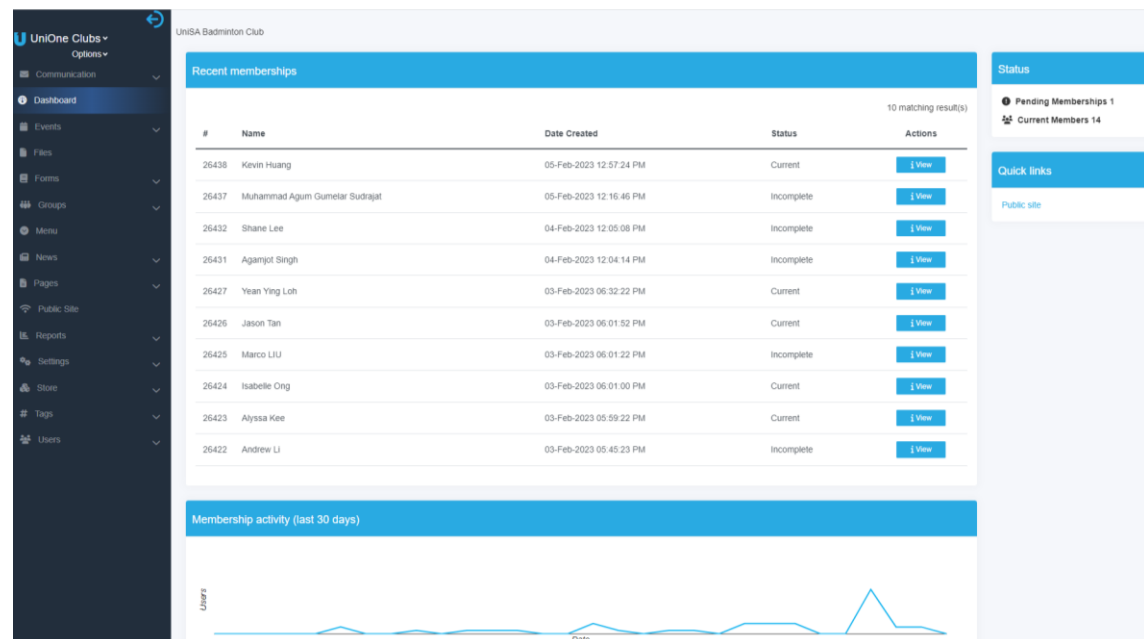 UniOne Clubs
Options
Communication
Dashboard
Events
Files
Forms
Groups
Menu
News
Pages
Public Site
Reports
Settings
Store
# Tags
Users
UniSA Badminton Club
Recent memberships
10 matching result(s)
# Name Date Created Status Actions
26438 Kevin Huang 05-Feb-2023 12:57:24 PM Current View
26437 Muhammad Agum Gumelar Sudrajat 05-Feb-2023 12:16:46 PM Incomplete View
26432 Shane Lee 04-Feb-2023 12:05:08 PM Incomplete View
26431 Agamjot Singh 04-Feb-2023 12:04:14 PM Incomplete View
26427 Yean Ying Loh 03-Feb-2023 06:32:22 PM Current View
26426 Jason Tan 03-Feb-2023 06:01:52 PM Current View
26425 Marco LIU 03-Feb-2023 06:01:22 PM Incomplete View
26424 Isabelle Ong 03-Feb-2023 06:01:00 PM Current View
26423 Alyssa Kee 03-Feb-2023 05:59:22 PM Current View
26422 Andrew Li 03-Feb-2023 05:45:23 PM Incomplete View
Membership activity (last 30 days)
Users
Date
Status
Pending Memberships 1
Current Members 14
Quick links
Public site